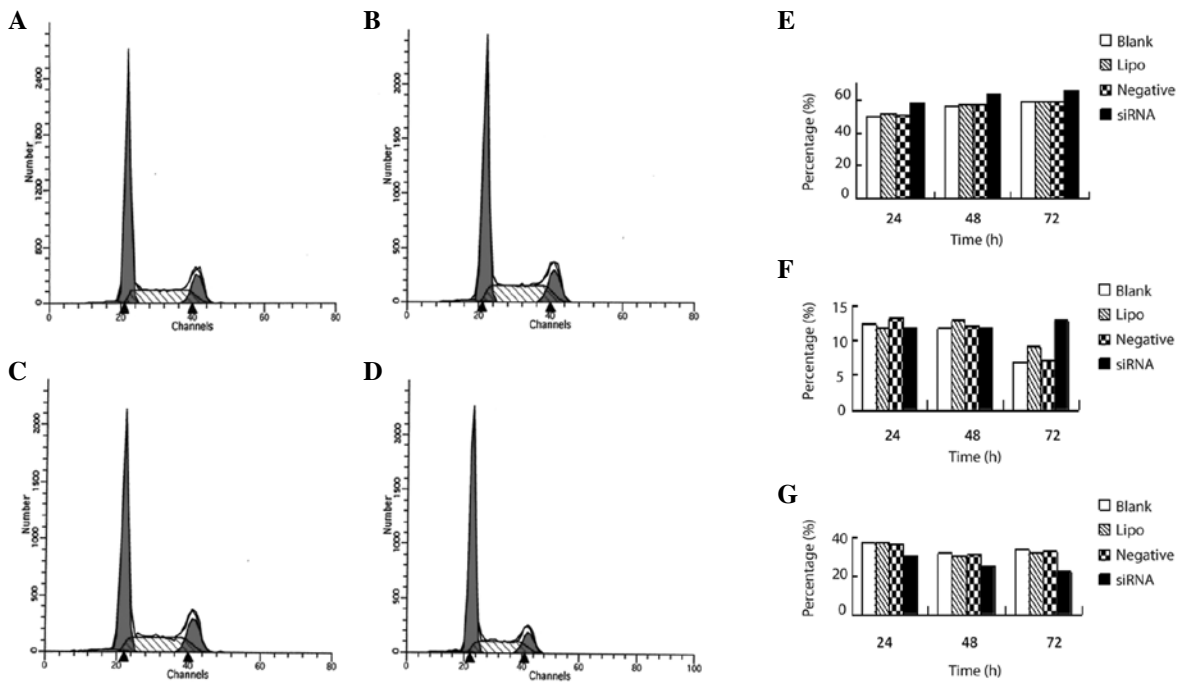 A
Number
0 600 1200 1800 2400
0 20 40 60 80
Channels
B
Number
0 500 1000 1500 2000
0 20 40 60 80
Channels
C
Number
0 500 1000 1500 2000
0 20 40 60 80
Channels
D
Number
0 500 1000 1500 2000
0 20 40 60 80 100
Channels
E
Percentage (%)
60
40
20
0
24 48 72
Time (h)
Blank
Lipo
Negative
siRNA
F
Percentage (%)
15
10
5
0
24 48 72
Time (h)
Blank
Lipo
Negative
siRNA
G
Percentage (%)
40
20
0
24 48 72
Time (h)
Blank
Lipo
Negative
siRNA